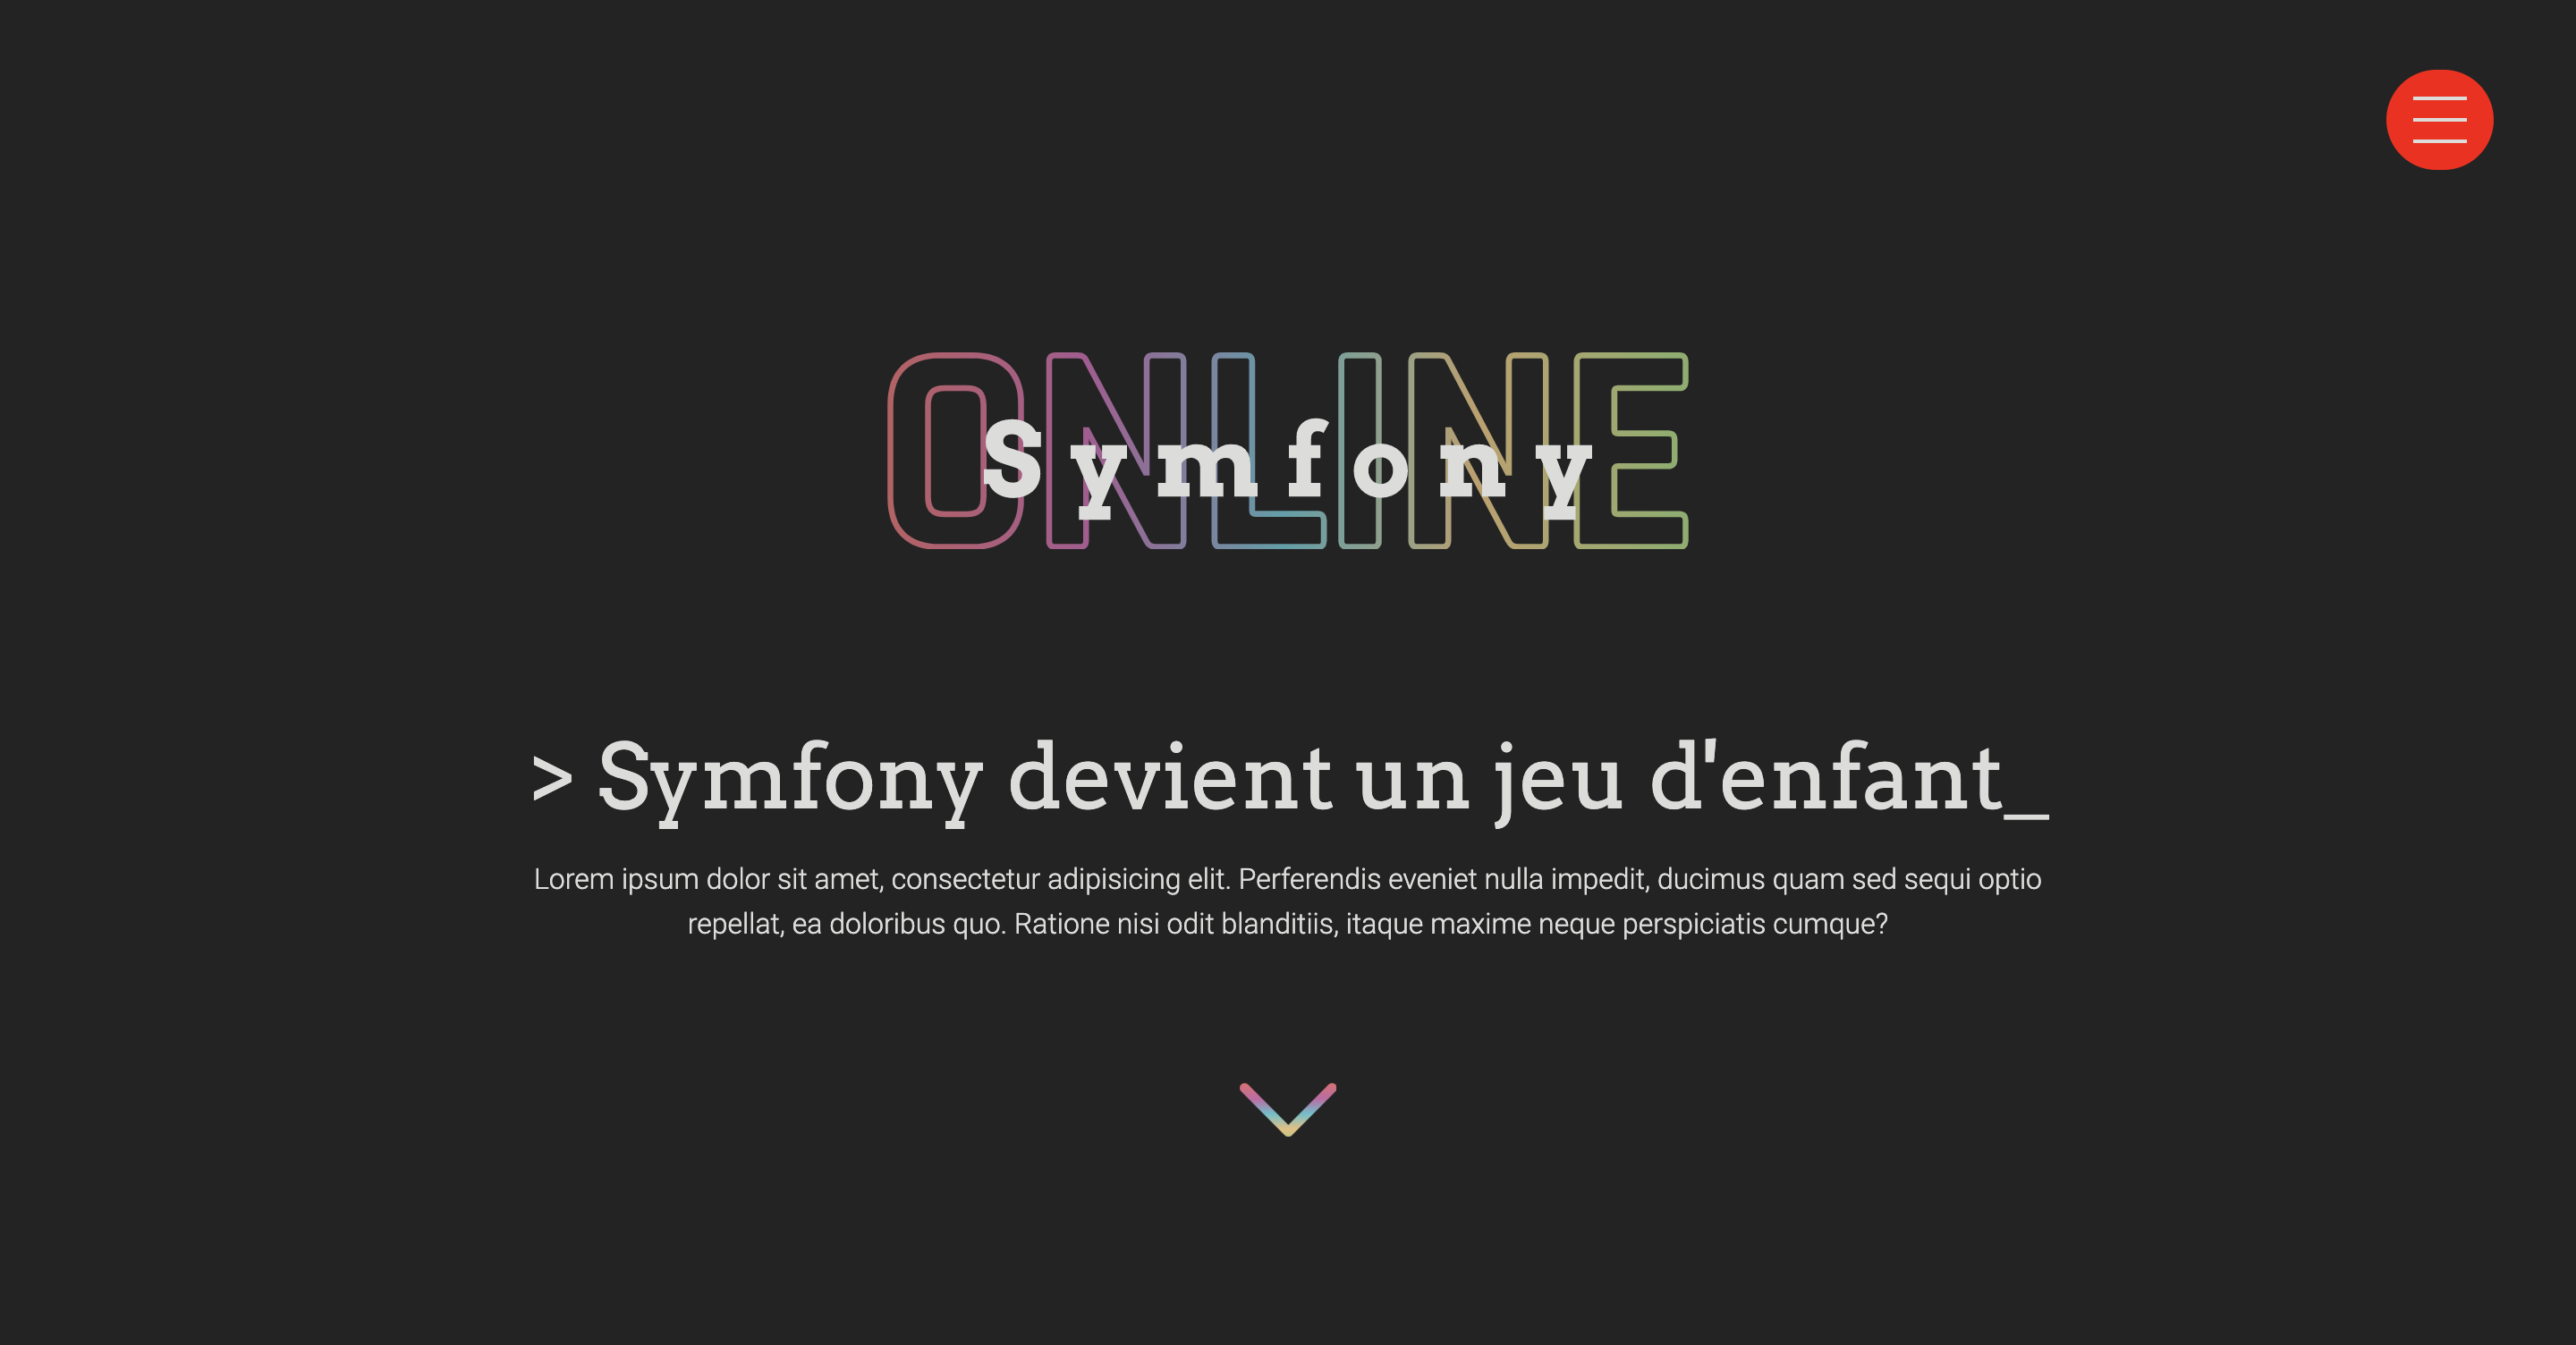 ONLINE
Symfony
> Symfony devient un jeu d'enfant_
Lorem ipsum dolor sit amet, consectetur adipisicing elit. Perferendis eveniet nulla impedit, ducimus quam sed sequi optio
repellat, ea doloribus quo. Ratione nisi odit blanditiis, itaque maxime neque perspiciatis cumque?